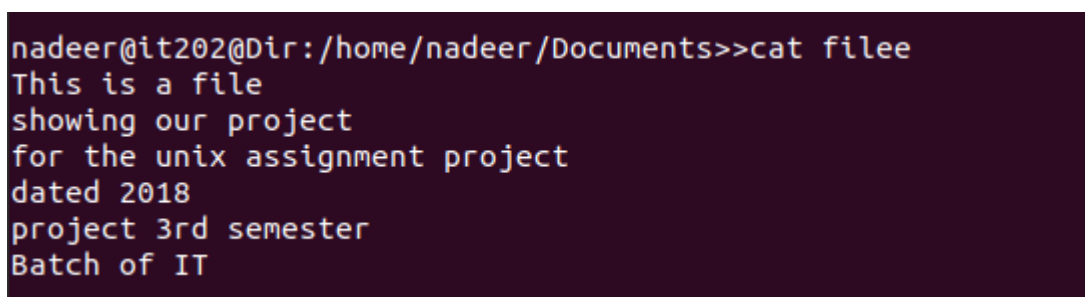 nadeer@it202@Dir:/home/nadeer/Documents>>cat filee
This is a file
showing our project
for the unix assignment project
dated 2018
project 3rd semester
Batch of IT